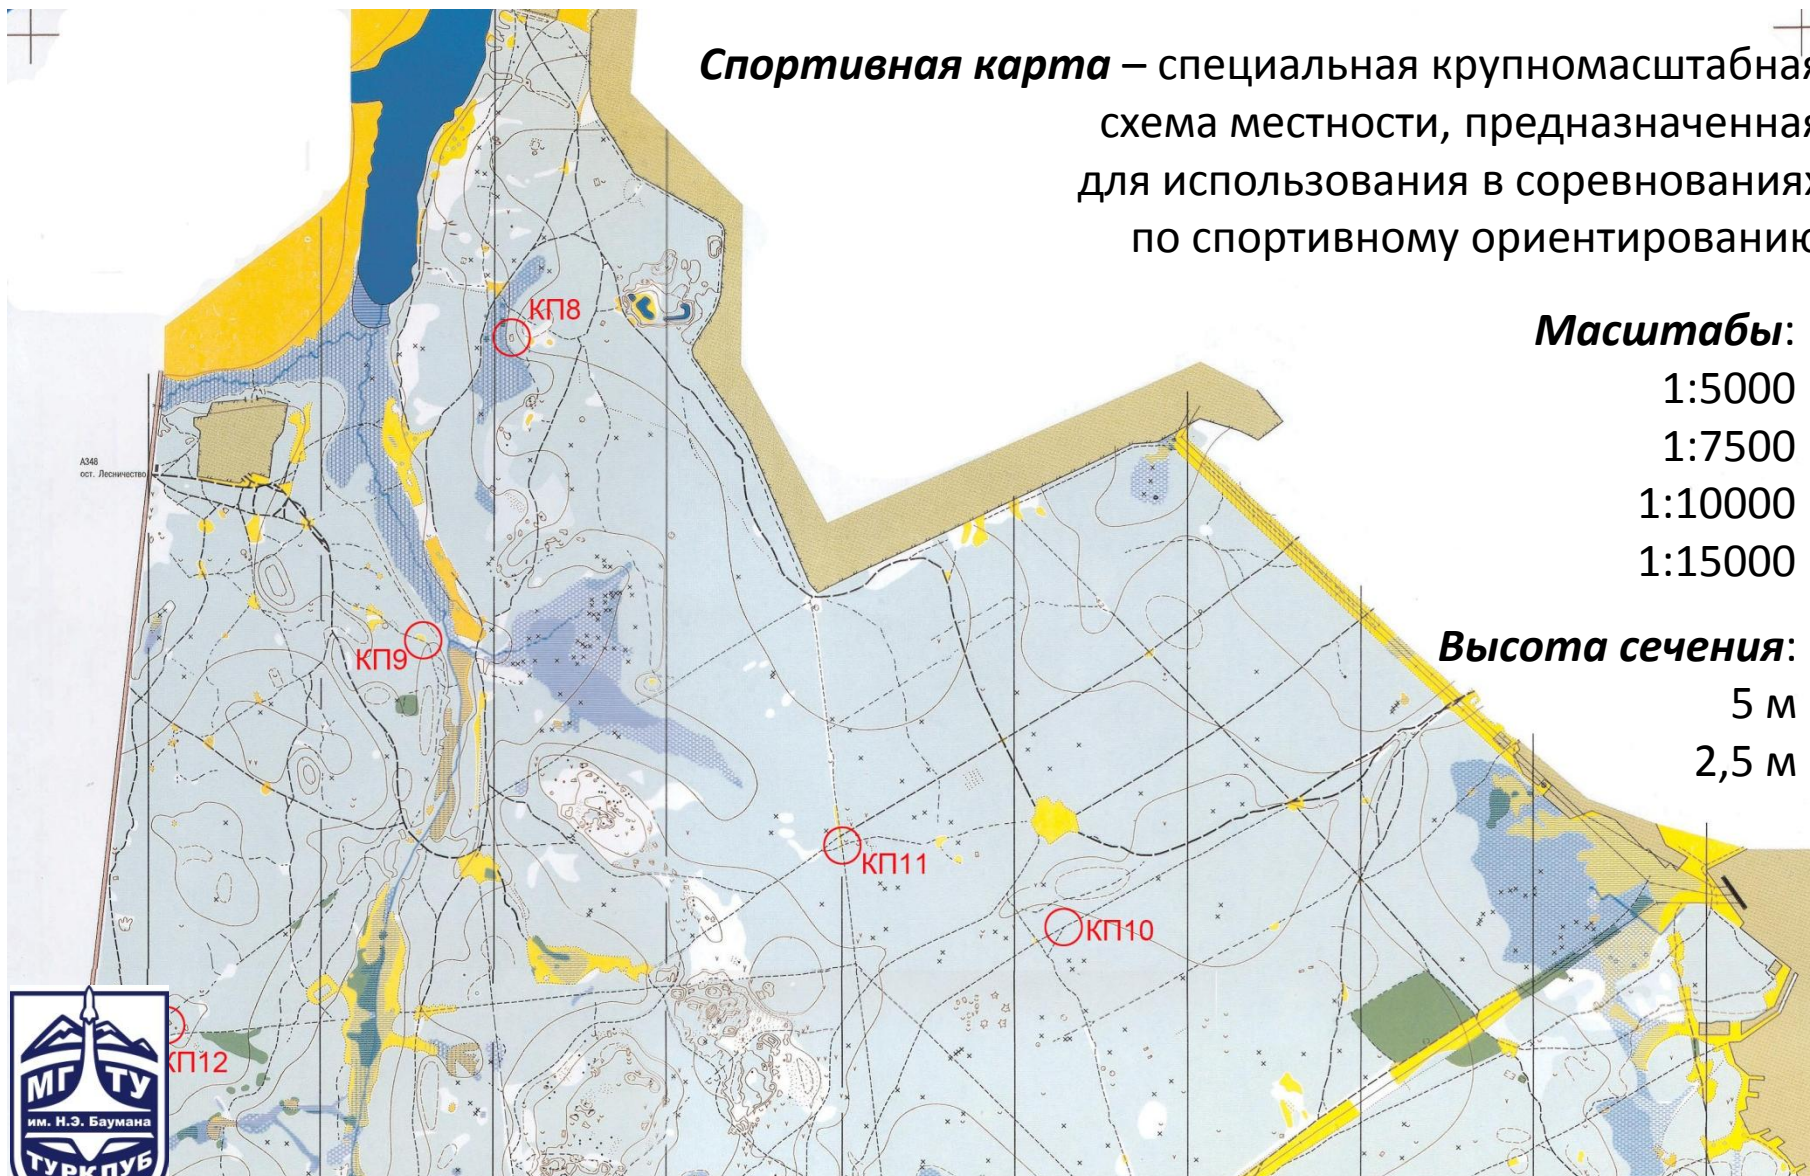 Спортивная карта – специальная крупномасштабная
схема местности, предназначенная
для использования в соревнованиях
по спортивному ориентированию
Масштабы:
1:5000
1:7500
1:10000
1:15000
Высота сечения:
5 м
2,5 м
КП8
А348
ост. Лесничество
КП9
КП11
КП10
КП12
МГТУ
им. Н.Э. Баумана
ТУРКЛУБ